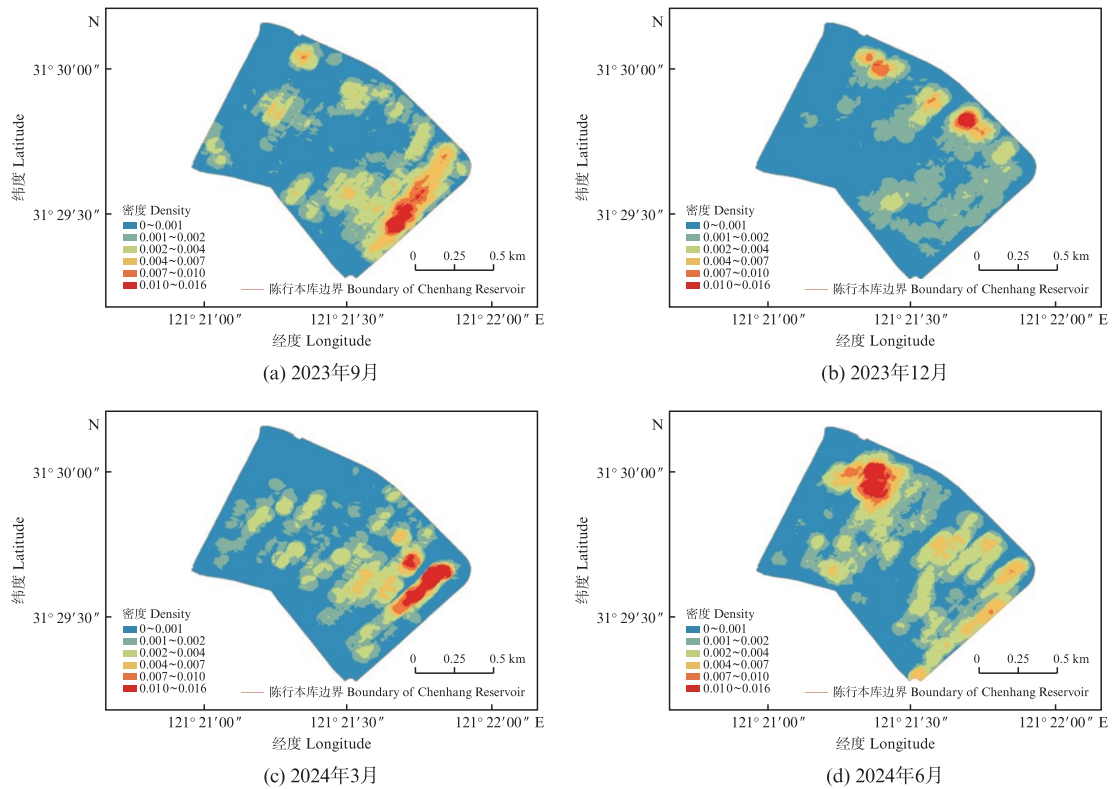 N
31° 30′00″
31° 29′30″
纬度 Latitude
密度 Density
0~0.001
0.001~0.002
0.002~0.004
0.004~0.007
0.007~0.010
0.010~0.016
0 0.25 0.5 km
陈行本库边界 Boundary of Chenhang Reservoir
121° 21′00″ 121° 21′30″ 121° 22′00″ E
经度 Longitude
(a) 2023年9月
N
31° 30′00″
31° 29′30″
纬度 Latitude
密度 Density
0~0.001
0.001~0.002
0.002~0.004
0.004~0.007
0.007~0.010
0.010~0.016
0 0.25 0.5 km
陈行本库边界 Boundary of Chenhang Reservoir
121° 21′00″ 121° 21′30″ 121° 22′00″ E
经度 Longitude
(b) 2023年12月
N
31° 30′00″
31° 29′30″
纬度 Latitude
密度 Density
0~0.001
0.001~0.002
0.002~0.004
0.004~0.007
0.007~0.010
0.010~0.016
0 0.25 0.5 km
陈行本库边界 Boundary of Chenhang Reservoir
121° 21′00″ 121° 21′30″ 121° 22′00″ E
经度 Longitude
(c) 2024年3月
N
31° 30′00″
31° 29′30″
纬度 Latitude
密度 Density
0~0.001
0.001~0.002
0.002~0.004
0.004~0.007
0.007~0.010
0.010~0.016
0 0.25 0.5 km
陈行本库边界 Boundary of Chenhang Reservoir
121° 21′00″ 121° 21′30″ 121° 22′00″ E
经度 Longitude
(d) 2024年6月